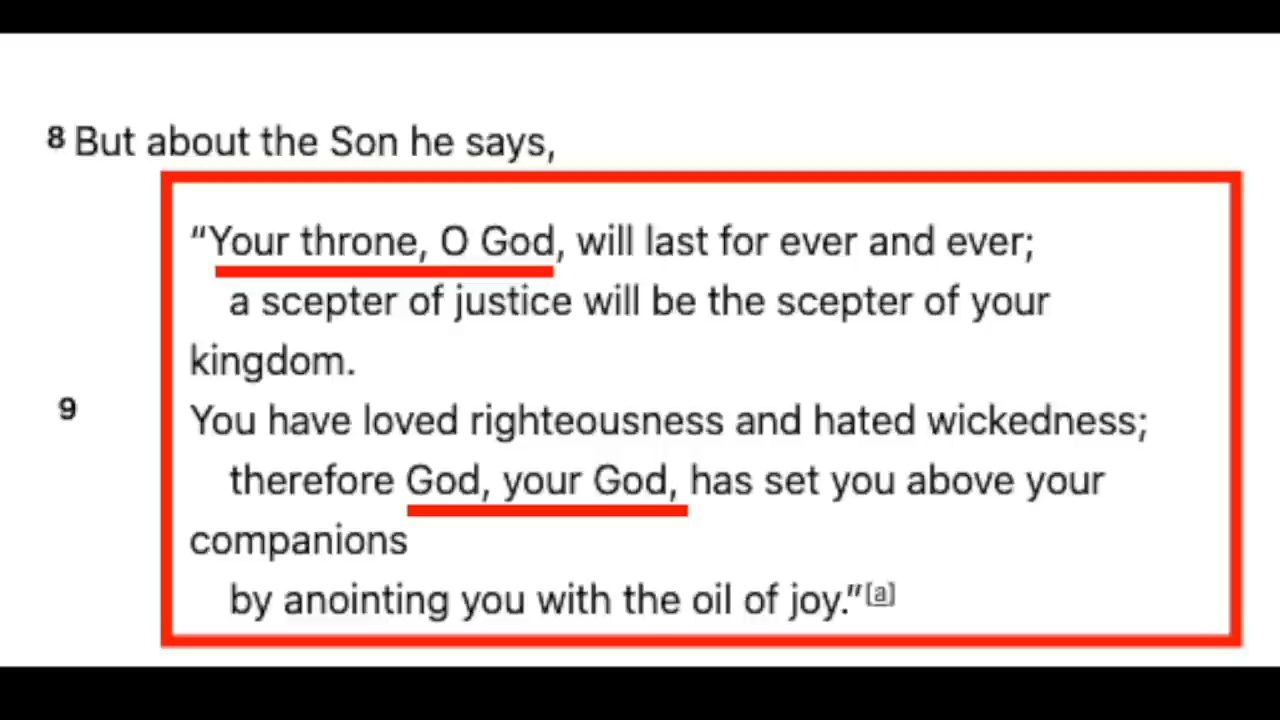 8 But about the Son he says,
“Your throne, O God, will last for ever and ever;
a scepter of justice will be the scepter of your
kingdom.
9 You have loved righteousness and hated wickedness;
therefore God, your God, has set you above your
companions
by anointing you with the oil of joy.”[a]